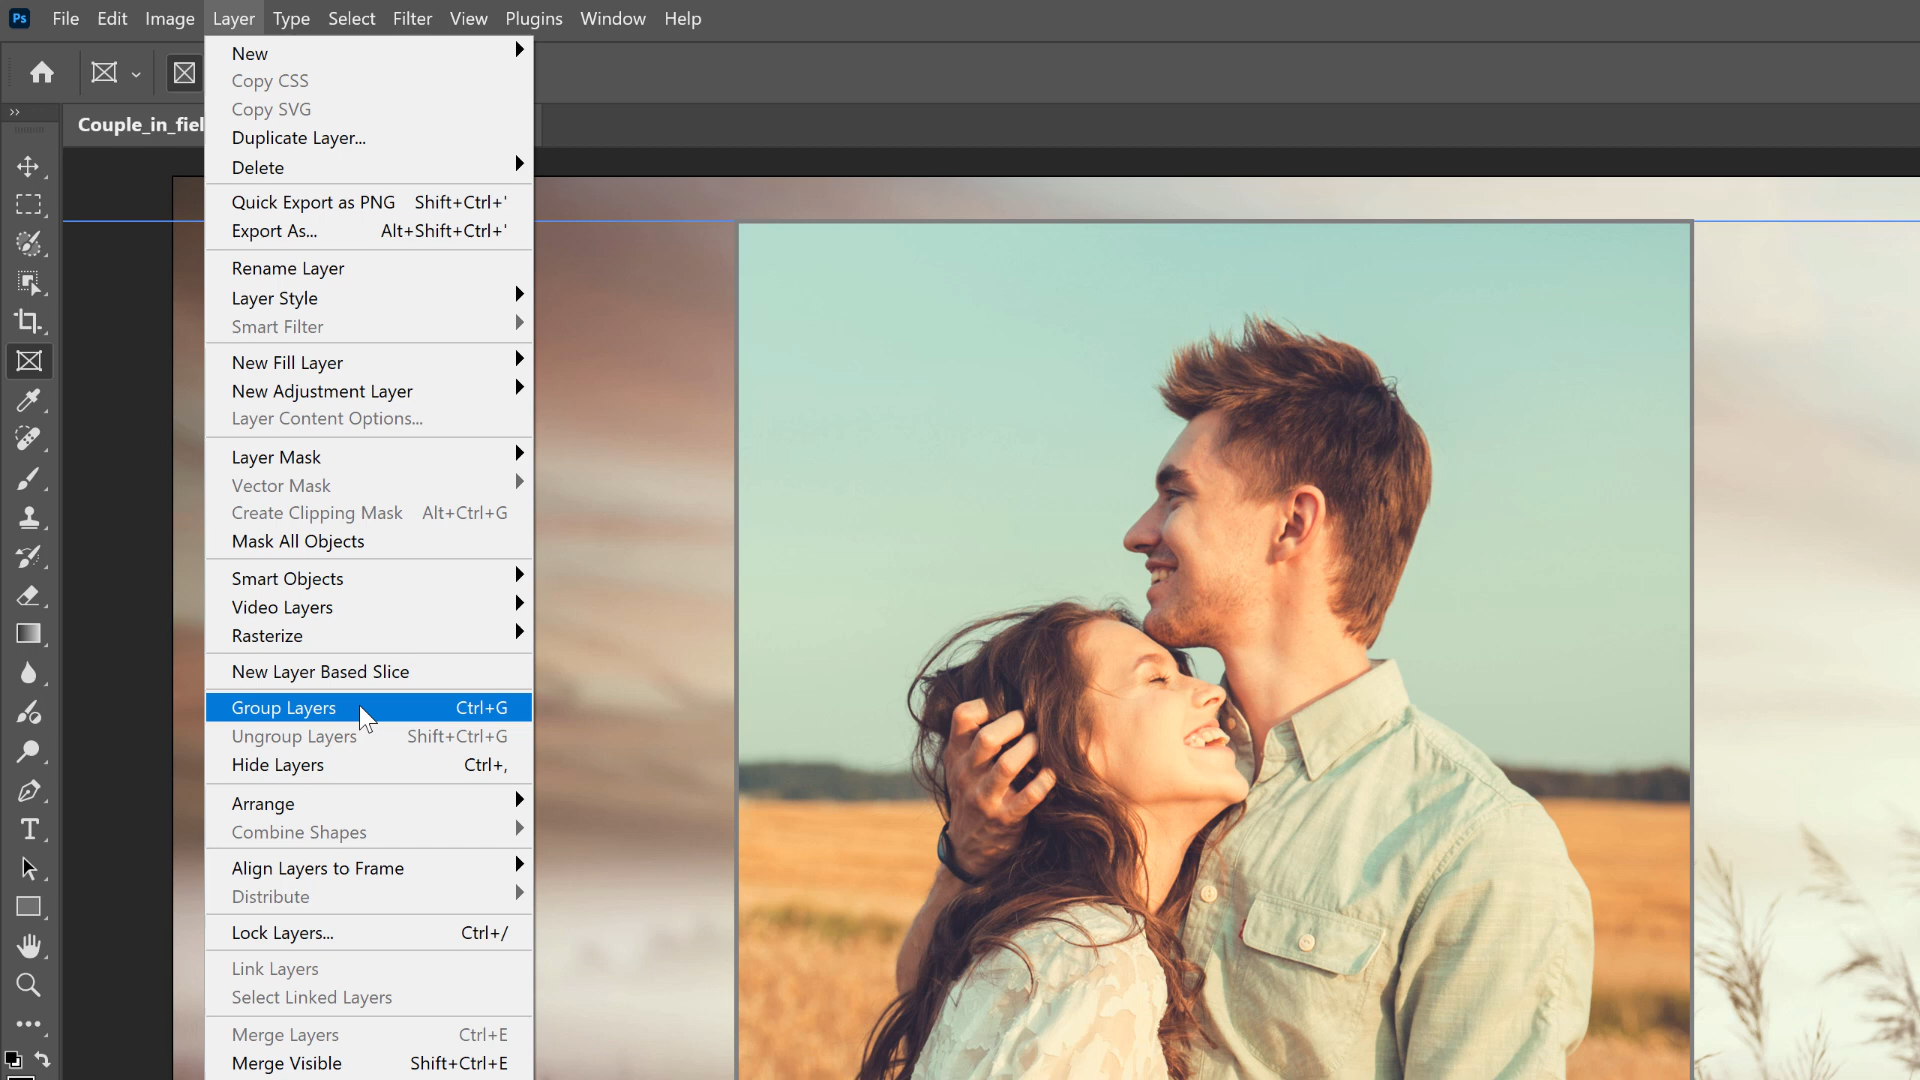 Ps File Edit Image Layer Type Select Filter View Plugins Window Help
Couple_in_fiel
New
Copy CSS
Copy SVG
Duplicate Layer...
Delete
Quick Export as PNG Shift+Ctrl+'
Export As... Alt+Shift+Ctrl+'
Rename Layer
Layer Style
Smart Filter
New Fill Layer
New Adjustment Layer
Layer Content Options...
Layer Mask
Vector Mask
Create Clipping Mask Alt+Ctrl+G
Mask All Objects
Smart Objects
Video Layers
Rasterize
New Layer Based Slice
Group Layers Ctrl+G
Ungroup Layers Shift+Ctrl+G
Hide Layers Ctrl+,
Arrange
Combine Shapes
Align Layers to Frame
Distribute
Lock Layers... Ctrl+/
Link Layers
Select Linked Layers
Merge Layers Ctrl+E
Merge Visible Shift+Ctrl+E